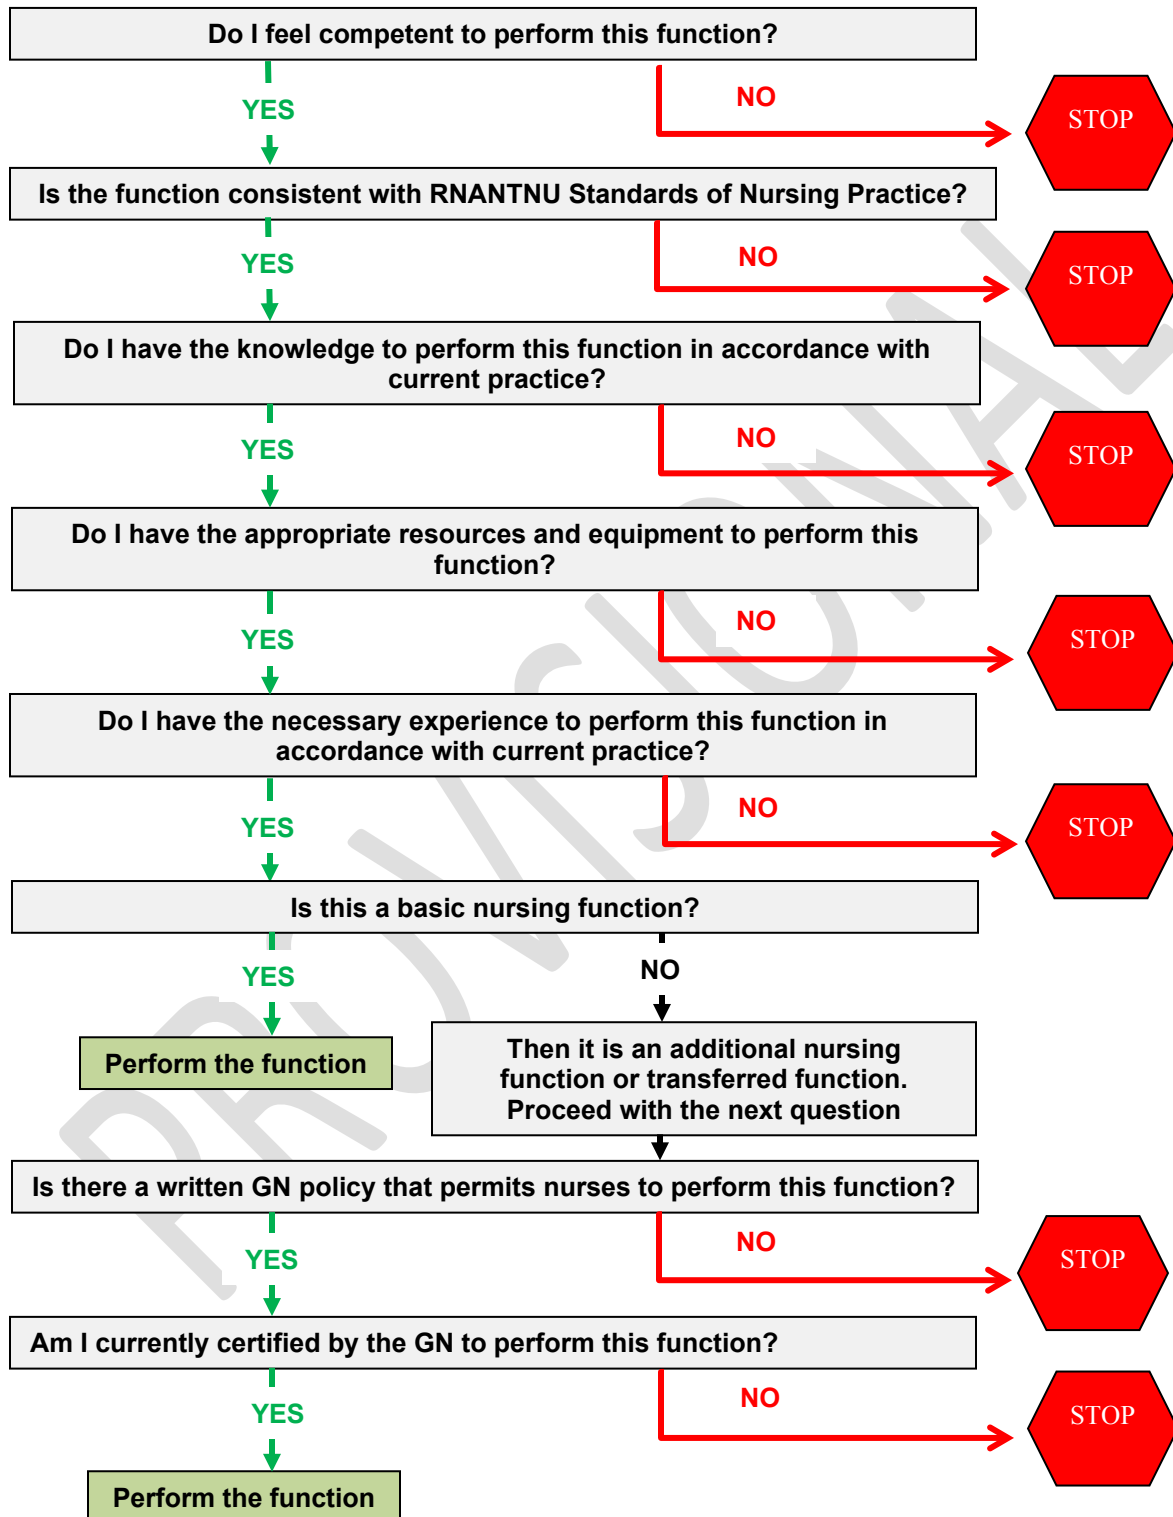 Do I feel competent to perform this function?
YES
NO
STOP
Is the function consistent with RNANTNU Standards of Nursing Practice?
YES
NO
STOP
Do I have the knowledge to perform this function in accordance with
current practice?
YES
NO
STOP
Do I have the appropriate resources and equipment to perform this
function?
YES
NO
STOP
Do I have the necessary experience to perform this function in
accordance with current practice?
YES
NO
STOP
Is this a basic nursing function?
YES
NO
Perform the function
Then it is an additional nursing
function or transferred function.
Proceed with the next question
Is there a written GN policy that permits nurses to perform this function?
YES
NO
STOP
Am I currently certified by the GN to perform this function?
YES
NO
STOP
Perform the function
PROVISIONAL